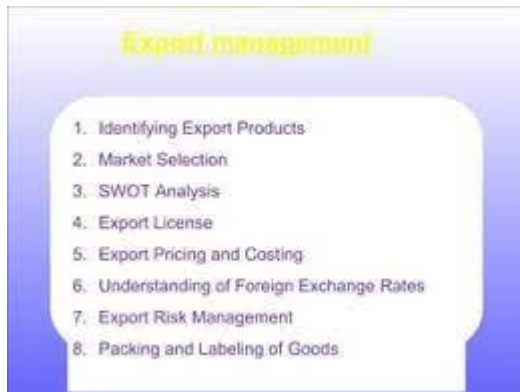 Export management
1. Identifying Export Products
2. Market Selection
3. SWOT Analysis
4. Export License
5. Export Pricing and Costing
6. Understanding of Foreign Exchange Rates
7. Export Risk Management
8. Packing and Labeling of Goods